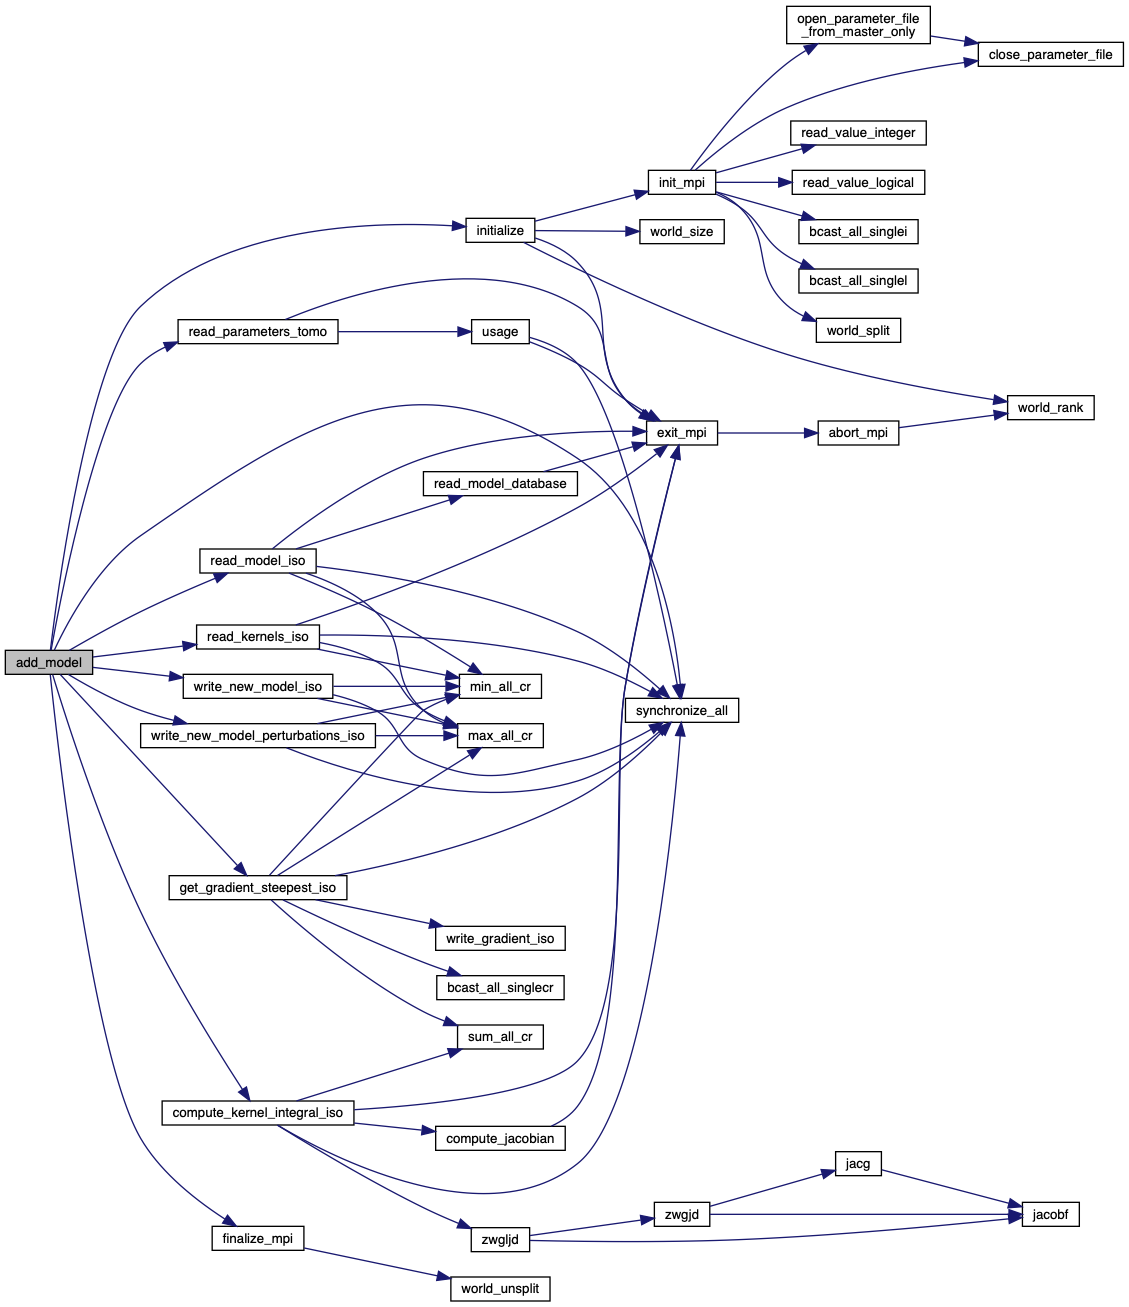 open_parameter_file
_from_master_only
close_parameter_file
read_value_integer
init_mpi
read_value_logical
initialize
world_size
bcast_all_singlei
bcast_all_singlel
read_parameters_tomo
usage
world_split
world_rank
exit_mpi
abort_mpi
read_model_database
read_model_iso
read_kernels_iso
add_model
write_new_model_iso
min_all_cr
synchronize_all
write_new_model_perturbations_iso
max_all_cr
get_gradient_steepest_iso
write_gradient_iso
bcast_all_singlecr
sum_all_cr
compute_kernel_integral_iso
compute_jacobian
jacg
zwgjd
jacobf
finalize_mpi
zwgljd
world_unsplit